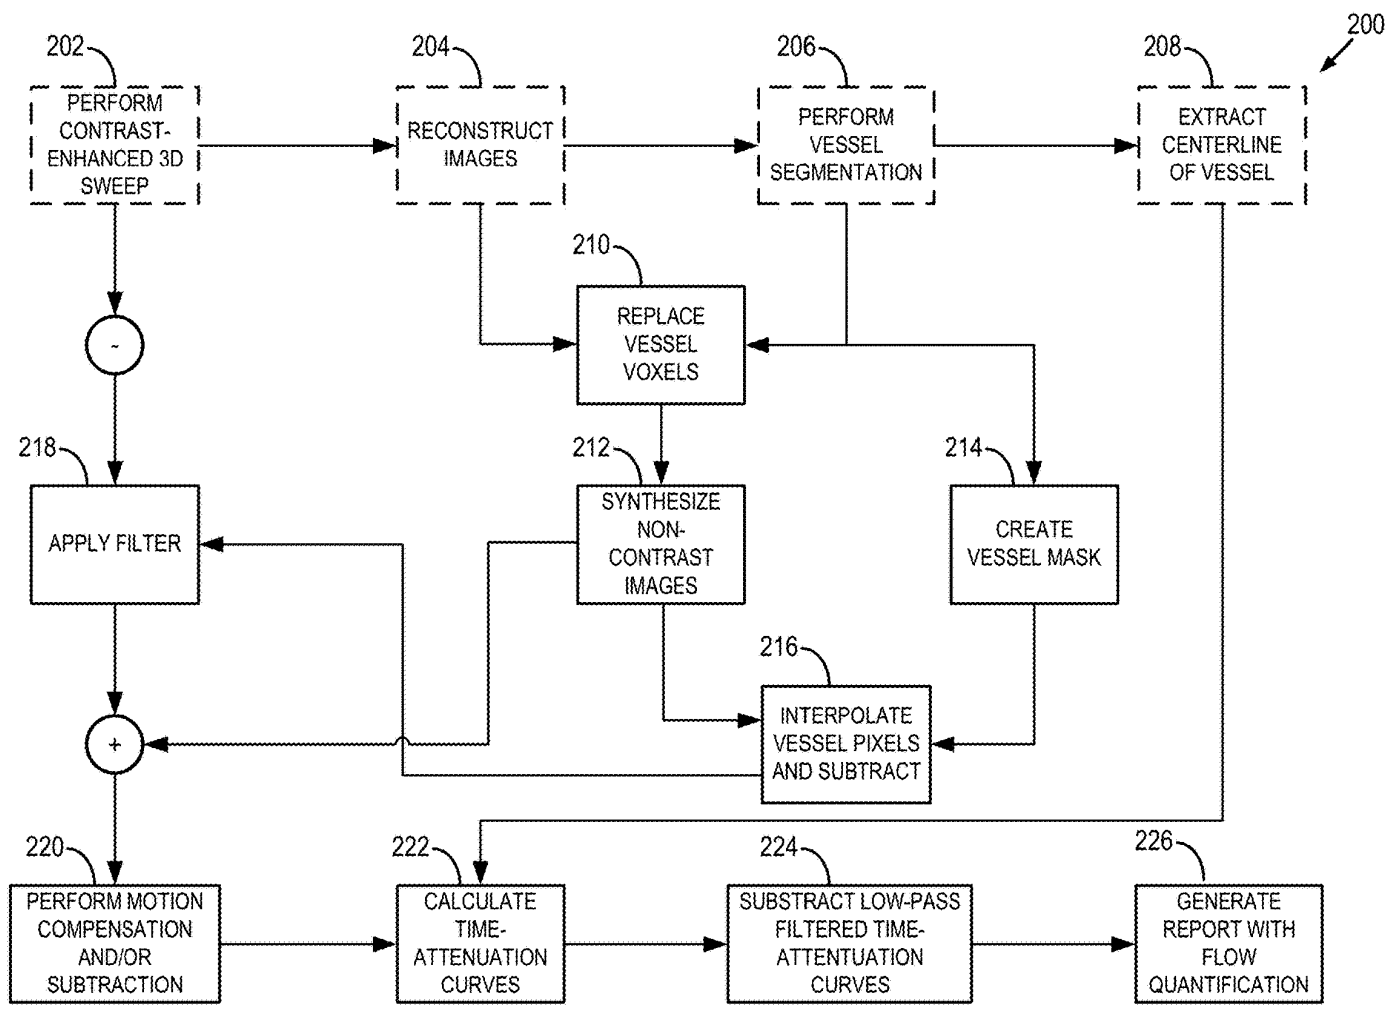 200
202
204
206
208
PERFORM
CONTRAST-
ENHANCED 3D
SWEEP
RECONSTRUCT
IMAGES
PERFORM
VESSEL
SEGMENTATION
EXTRACT
CENTERLINE
OF VESSEL
210
REPLACE
VESSEL
VOXELS
-
218
212
214
APPLY FILTER
SYNTHESIZE
NON-
CONTRAST
IMAGES
CREATE
VESSEL MASK
216
INTERPOLATE
VESSEL PIXELS
AND SUBTRACT
+
220
222
224
226
PERFORM MOTION
COMPENSATION
AND/OR
SUBTRACTION
CALCULATE
TIME-
ATTENUATION
CURVES
SUBSTRACT LOW-PASS
FILTERED TIME-
ATTENTUATION
CURVES
GENERATE
REPORT WITH
FLOW
QUANTIFICATION